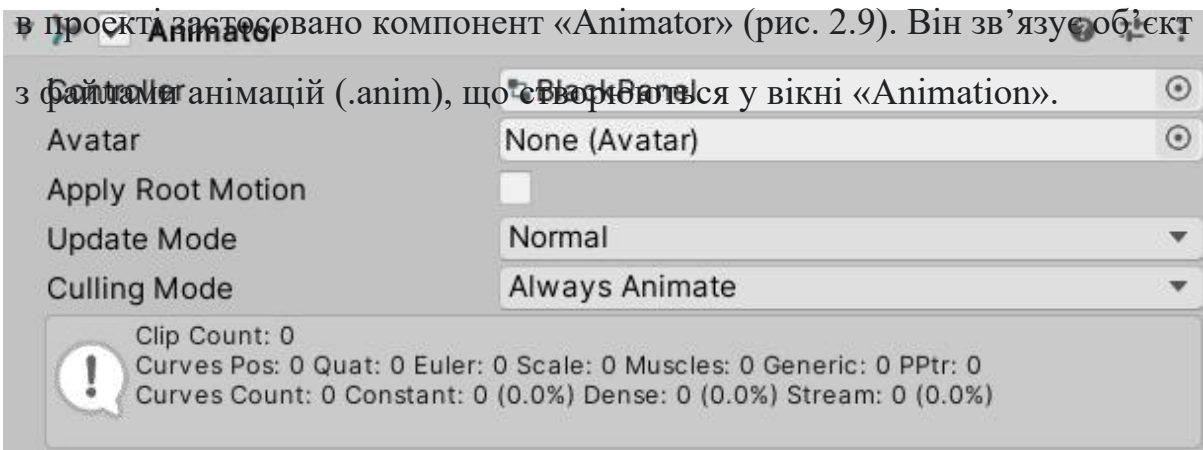 в проекті застосовано компонент «Animator» (рис. 2.9). Він зв’язує об’єкт
Animator
з файлами анімацій (.anim), що створюються у вікні «Animation».
Controller BlackPanel
Avatar None (Avatar)
Apply Root Motion
Update Mode Normal
Culling Mode Always Animate
Clip Count: 0
Curves Pos: 0 Quat: 0 Euler: 0 Scale: 0 Muscles: 0 Generic: 0 PPtr: 0
Curves Count: 0 Constant: 0 (0.0%) Dense: 0 (0.0%) Stream: 0 (0.0%)